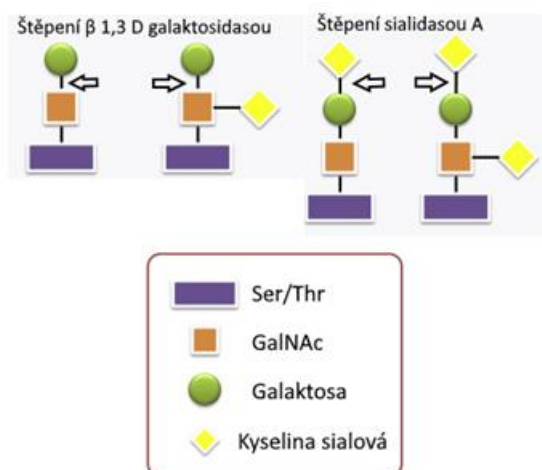 Štěpení β 1,3 D galaktosidasou
Štěpení sialidasou A
Ser/Thr
GalNAc
Galaktosa
Kyselina sialová